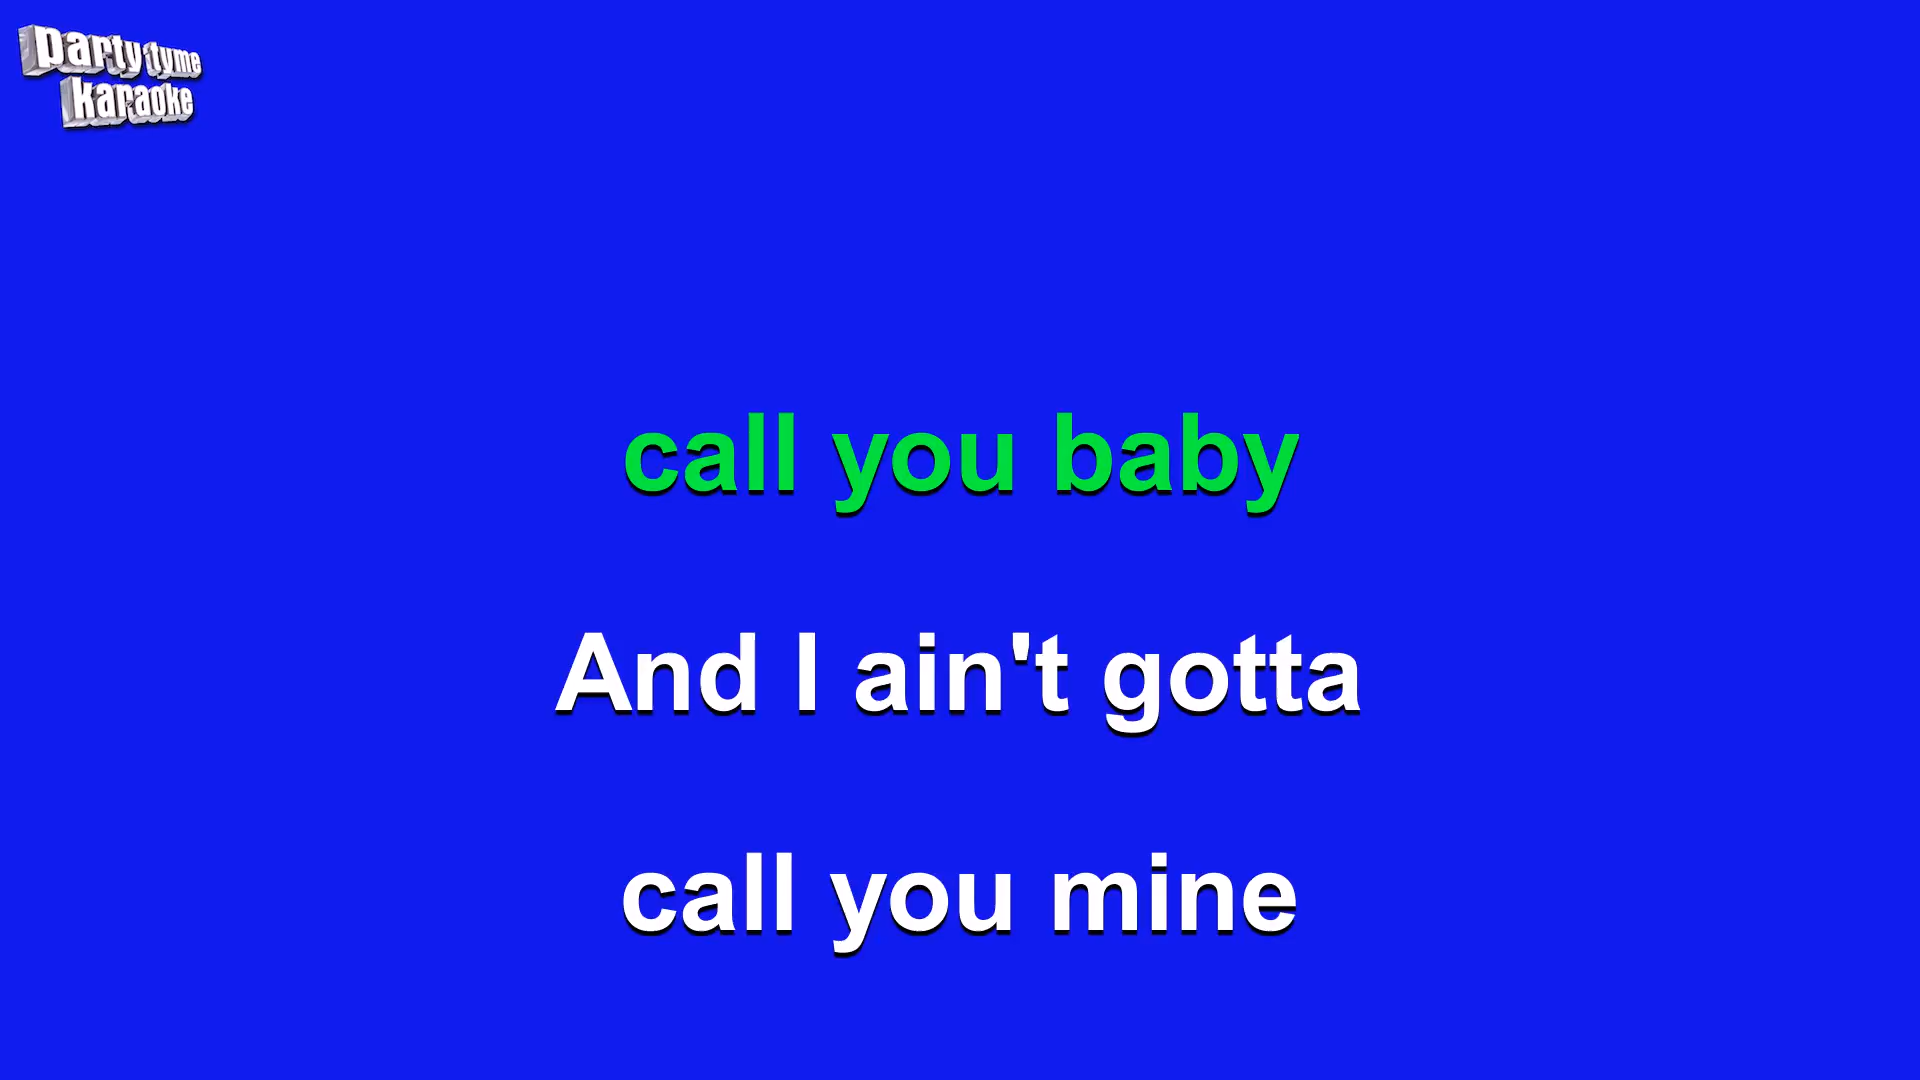 party tyme
karaoke
call you baby
And I ain't gotta
call you mine